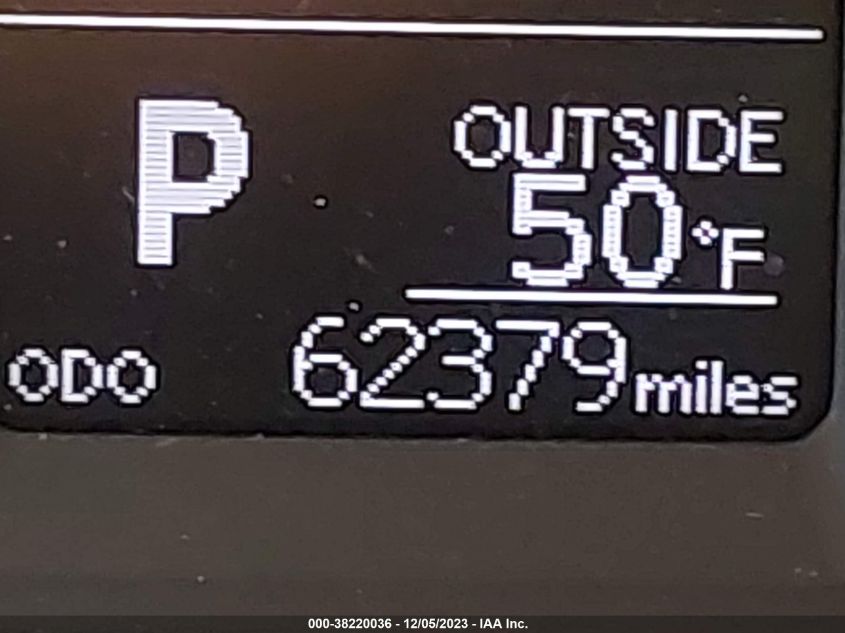 P
OUTSIDE
50°F
ODO 62379 miles
000-38220036 - 12/05/2023 - IAA Inc.